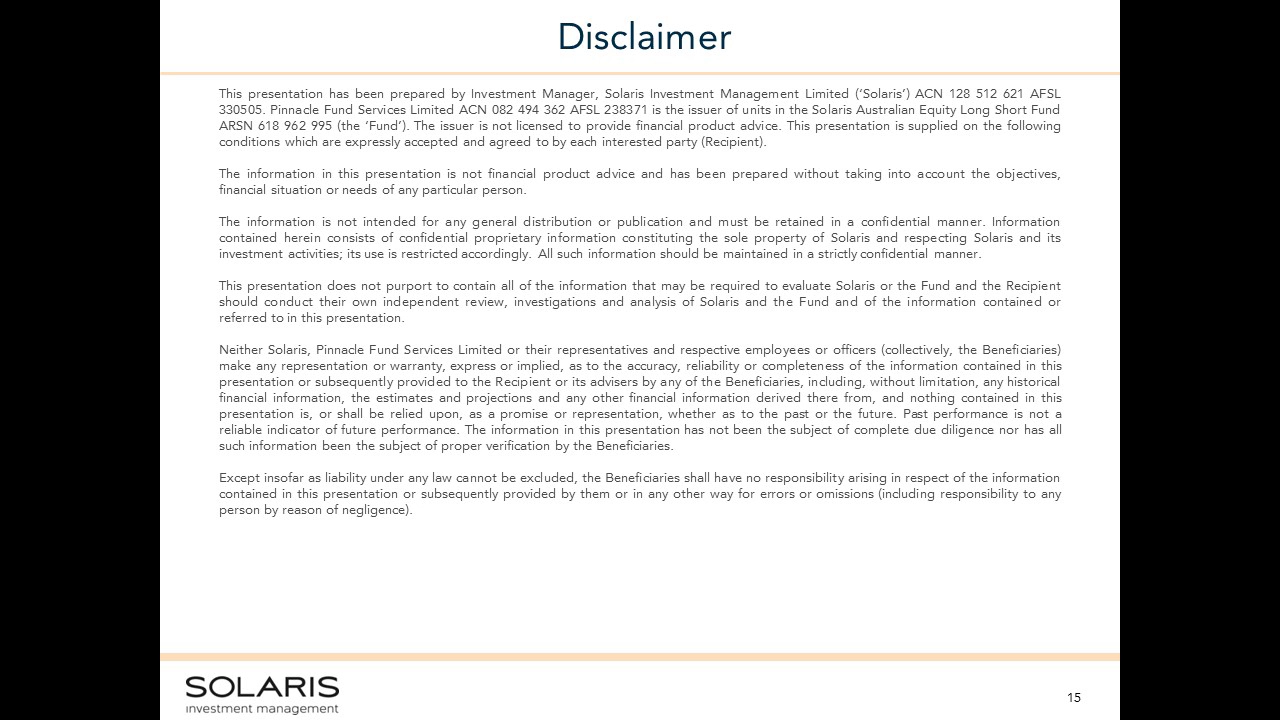 Disclaimer
This presentation has been prepared by Investment Manager, Solaris Investment Management Limited (‘Solaris’) ACN 128 512 621 AFSL
330505. Pinnacle Fund Services Limited ACN 082 494 362 AFSL 238371 is the issuer of units in the Solaris Australian Equity Long Short Fund
ARSN 618 962 995 (the ‘Fund’). The issuer is not licensed to provide financial product advice. This presentation is supplied on the following
conditions which are expressly accepted and agreed to by each interested party (Recipient).
The information in this presentation is not financial product advice and has been prepared without taking into account the objectives,
financial situation or needs of any particular person.
The information is not intended for any general distribution or publication and must be retained in a confidential manner. Information
contained herein consists of confidential proprietary information constituting the sole property of Solaris and respecting Solaris and its
investment activities; its use is restricted accordingly. All such information should be maintained in a strictly confidential manner.
This presentation does not purport to contain all of the information that may be required to evaluate Solaris or the Fund and the Recipient
should conduct their own independent review, investigations and analysis of Solaris and the Fund and of the information contained or
referred to in this presentation.
Neither Solaris, Pinnacle Fund Services Limited or their representatives and respective employees or officers (collectively, the Beneficiaries)
make any representation or warranty, express or implied, as to the accuracy, reliability or completeness of the information contained in this
presentation or subsequently provided to the Recipient or its advisers by any of the Beneficiaries, including, without limitation, any historical
financial information, the estimates and projections and any other financial information derived there from, and nothing contained in this
presentation is, or shall be relied upon, as a promise or representation, whether as to the past or the future. Past performance is not a
reliable indicator of future performance. The information in this presentation has not been the subject of complete due diligence nor has all
such information been the subject of proper verification by the Beneficiaries.
Except insofar as liability under any law cannot be excluded, the Beneficiaries shall have no responsibility arising in respect of the information
contained in this presentation or subsequently provided by them or in any other way for errors or omissions (including responsibility to any
person by reason of negligence).
SOLARIS
investment management
15